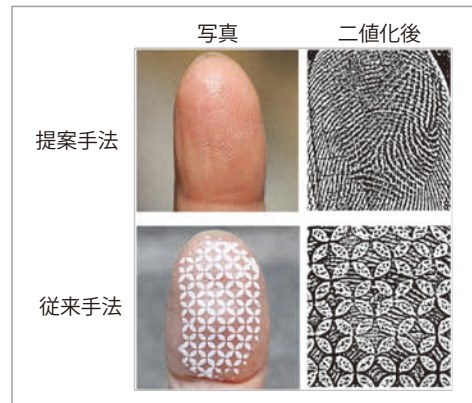 写真 二値化後
提案手法
従来手法